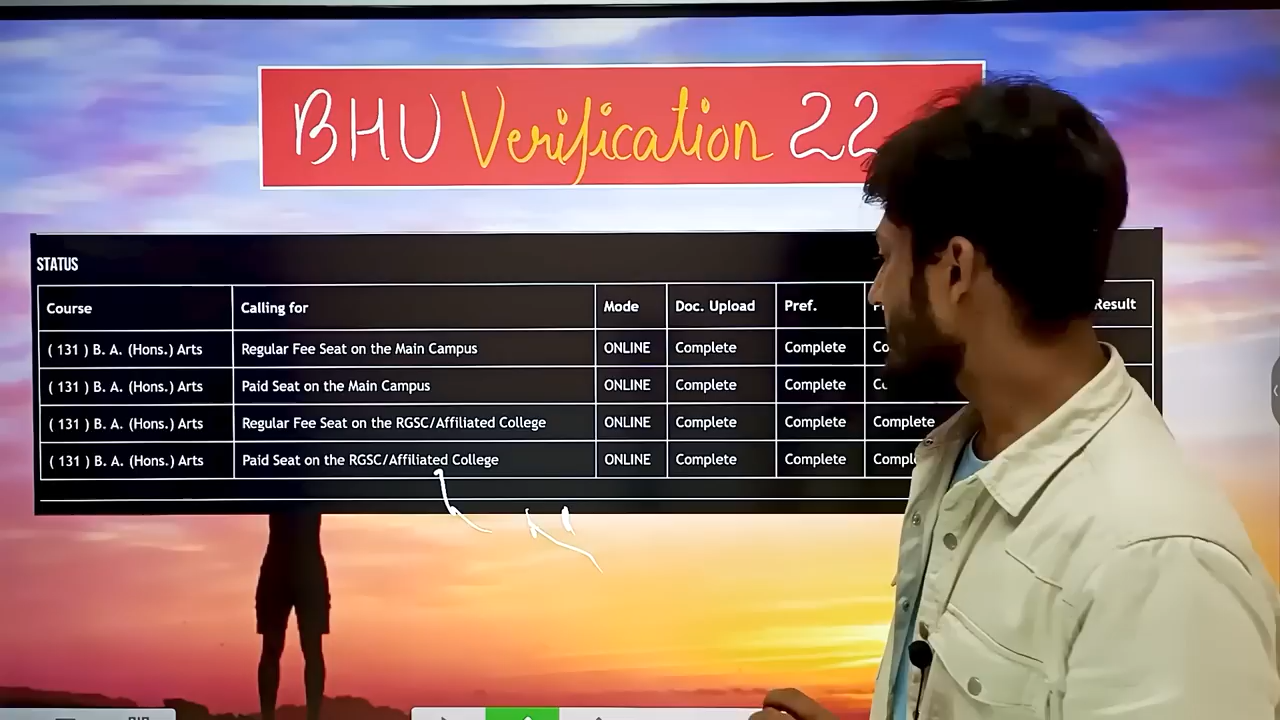 BHU Verification 22
STATUS
Course Calling for Mode Doc. Upload Pref. Result
( 131 ) B. A. (Hons.) Arts Regular Fee Seat on the Main Campus ONLINE Complete Complete
( 131 ) B. A. (Hons.) Arts Paid Seat on the Main Campus ONLINE Complete Complete
( 131 ) B. A. (Hons.) Arts Regular Fee Seat on the RGSC/Affiliated College ONLINE Complete Complete Complete
( 131 ) B. A. (Hons.) Arts Paid Seat on the RGSC/Affiliated College ONLINE Complete Complete